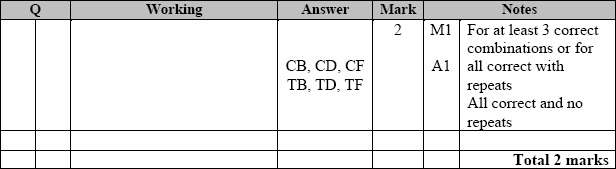 Q Working Answer Mark Notes
2 M1 For at least 3 correct
combinations or for
CB, CD, CF A1 all correct with
TB, TD, TF repeats
All correct and no
repeats
Total 2 marks